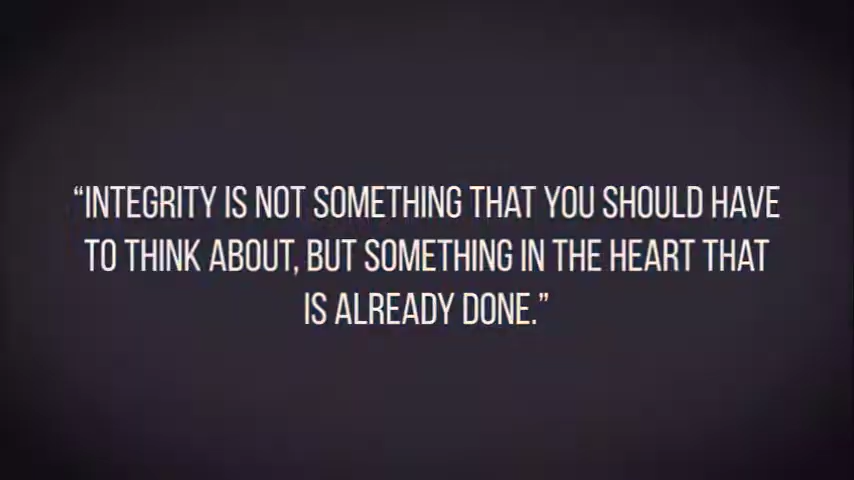 “INTEGRITY IS NOT SOMETHING THAT YOU SHOULD HAVE
TO THINK ABOUT, BUT SOMETHING IN THE HEART THAT
IS ALREADY DONE.”